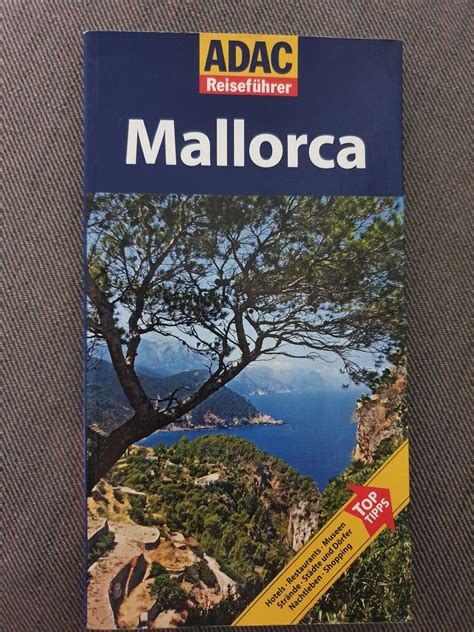 ADAC
Reiseführer
Mallorca
TOP
TIPPS
Hotels · Restaurants · Museen
Strände · Städte und Dörfer
Nachtleben · Shopping